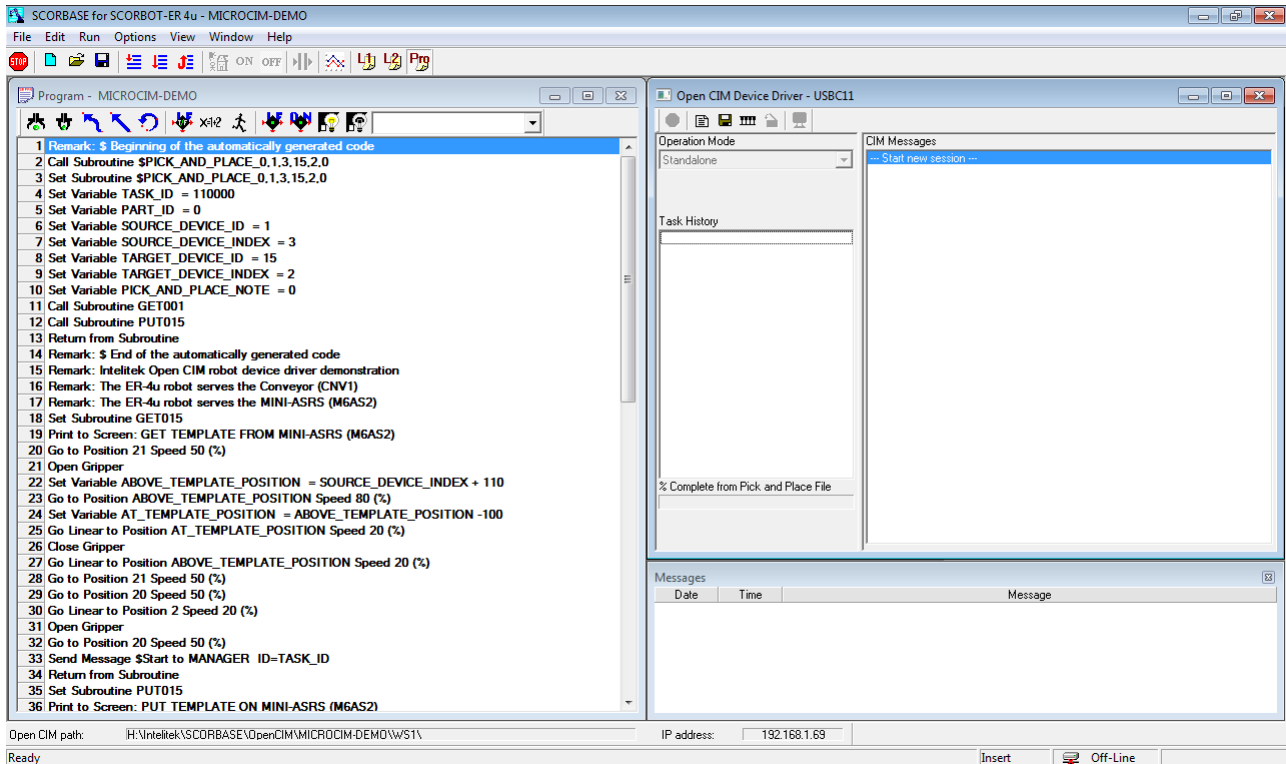 SCORBASE for SCORBOT-ER 4u - MICROCIM-DEMO
File Edit Run Options View Window Help
STOP ON OFF L1 L2 Prg
Program - MICROCIM-DEMO
1 Remark: $ Beginning of the automatically generated code
2 Call Subroutine $PICK_AND_PLACE_0,1,3,15,2,0
3 Set Subroutine $PICK_AND_PLACE_0,1,3,15,2,0
4 Set Variable TASK_ID = 110000
5 Set Variable PART_ID = 0
6 Set Variable SOURCE_DEVICE_ID = 1
7 Set Variable SOURCE_DEVICE_INDEX = 3
8 Set Variable TARGET_DEVICE_ID = 15
9 Set Variable TARGET_DEVICE_INDEX = 2
10 Set Variable PICK_AND_PLACE_NOTE = 0
11 Call Subroutine GET001
12 Call Subroutine PUT015
13 Return from Subroutine
14 Remark: $ End of the automatically generated code
15 Remark: Intelitek Open CIM robot device driver demonstration
16 Remark: The ER-4u robot serves the Conveyor (CNV1)
17 Remark: The ER-4u robot serves the MINI-ASRS (M6AS2)
18 Set Subroutine GET015
19 Print to Screen: GET TEMPLATE FROM MINI-ASRS (M6AS2)
20 Go to Position 21 Speed 50 (%)
21 Open Gripper
22 Set Variable ABOVE_TEMPLATE_POSITION = SOURCE_DEVICE_INDEX + 110
23 Go to Position ABOVE_TEMPLATE_POSITION Speed 80 (%)
24 Set Variable AT_TEMPLATE_POSITION = ABOVE_TEMPLATE_POSITION -100
25 Go Linear to Position AT_TEMPLATE_POSITION Speed 20 (%)
26 Close Gripper
27 Go Linear to Position ABOVE_TEMPLATE_POSITION Speed 20 (%)
28 Go to Position 21 Speed 50 (%)
29 Go to Position 20 Speed 50 (%)
30 Go Linear to Position 2 Speed 20 (%)
31 Open Gripper
32 Go to Position 20 Speed 50 (%)
33 Send Message $Start to MANAGER ID=TASK_ID
34 Return from Subroutine
35 Set Subroutine PUT015
36 Print to Screen: PUT TEMPLATE ON MINI-ASRS (M6AS2)
Open CIM Device Driver - USBC11
Operation Mode
Standalone
Task History
% Complete from Pick and Place File
CIM Messages
--- Start new session ---
Messages
Date Time Message
Open CIM path: H:\Intelitek\SCORBASE\OpenCIM\MICROCIM-DEMO\WS1\
IP address: 192.168.1.69
Ready
Insert
Off-Line